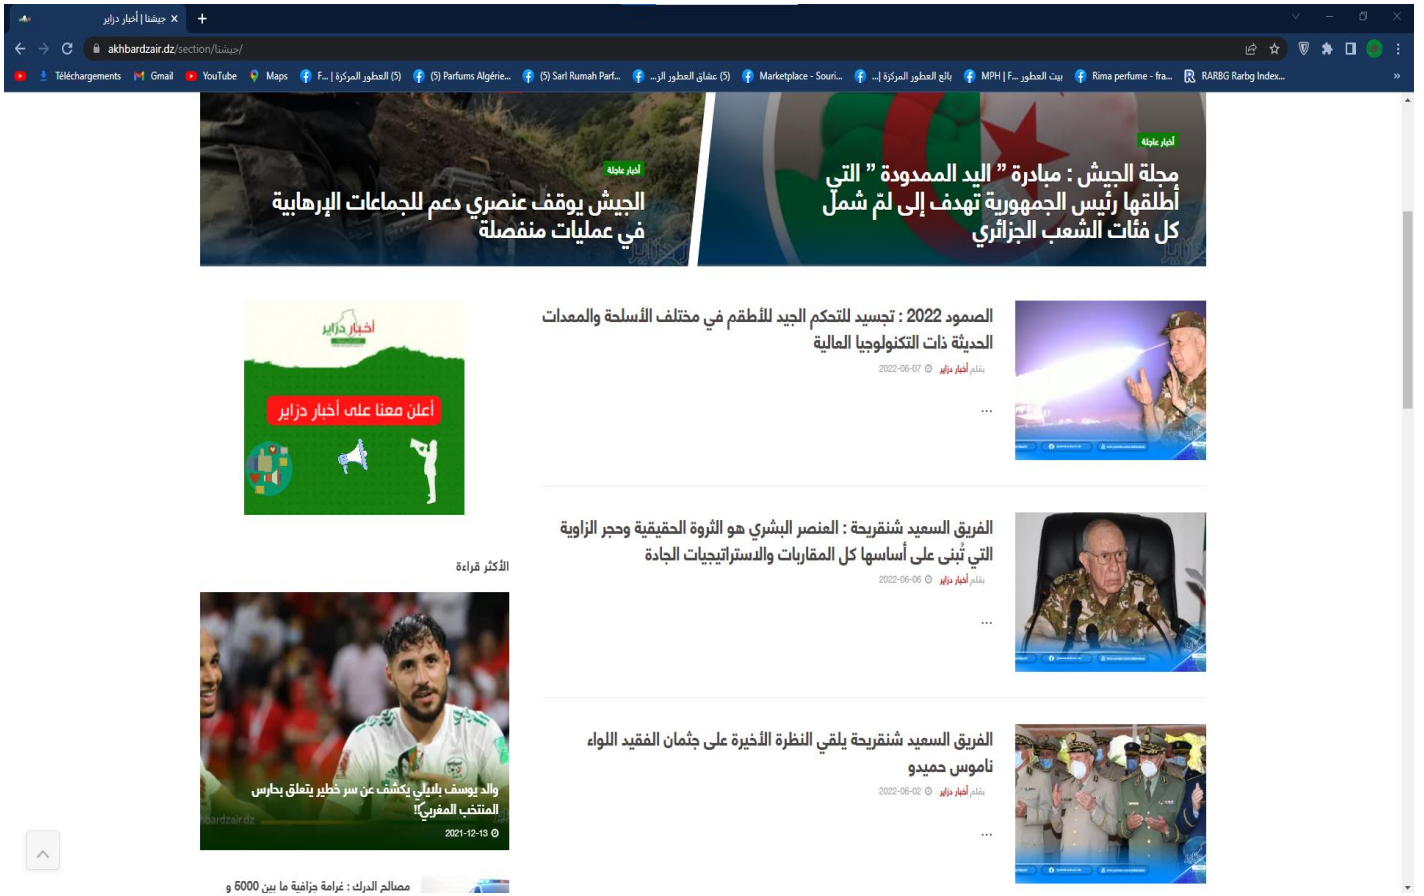 جيشنا | أخبار دزاير
akhbardzair.dz/section/جيشنا/
Téléchargements
Gmail
YouTube
Maps
(5) العطور المركزة | F...
(5) Parfums Algérie...
(5) Sarl Rumah Parf...
(5) عشاق العطور الز...
Marketplace - Souri...
بائع العطور المركزة |...
بيت العطور MPH | F...
Rima perfume - fra...
RARBG Rarbg Index...
أخبار عاجلة
مجلة الجيش : مبادرة ” اليد الممدودة ” التي
أطلقها رئيس الجمهورية تهدف إلى لمّ شمل
كل فئات الشعب الجزائري
أخبار عاجلة
الجيش يوقف عنصري دعم للجماعات الإرهابية
في عمليات منفصلة
الصمود 2022 : تجسيد للتحكم الجيد للأطقم في مختلف الأسلحة والمعدات
الحديثة ذات التكنولوجيا العالية
بقلم أخبار دزاير 2022-06-07
...
الفريق السعيد شنقريحة : العنصر البشري هو الثروة الحقيقية وحجر الزاوية
التي تُبنى على أساسها كل المقاربات والاستراتيجيات الجادة
بقلم أخبار دزاير 2022-06-06
...
الفريق السعيد شنقريحة يلقي النظرة الأخيرة على جثمان الفقيد اللواء
ناموس حميدو
بقلم أخبار دزاير 2022-06-02
...
أخبار دزاير
أعلن معنا على أخبار دزاير
الأكثر قراءة
والد يوسف بلايلي يكشف عن سر خطير يتعلق بحارس
المنتخب المغربي!!
2021-12-13
مصالح الدرك : غرامة جزافية ما بين 5000 و